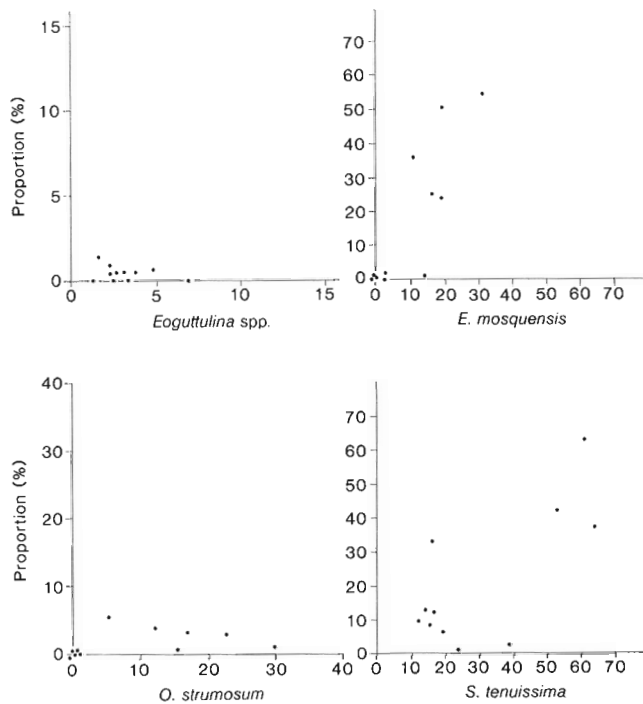 15
10
5
0
Proportion (%)
0 5 10 15
Eoguttulina spp.
70
60
50
40
30
20
10
0
0 10 20 30 40 50 60 70
E. mosquensis
40
30
20
10
0
Proportion (%)
0 10 20 30 40
O. strumosum
70
60
50
40
30
20
10
0
0 10 20 30 40 50 60 70
S. tenuissima